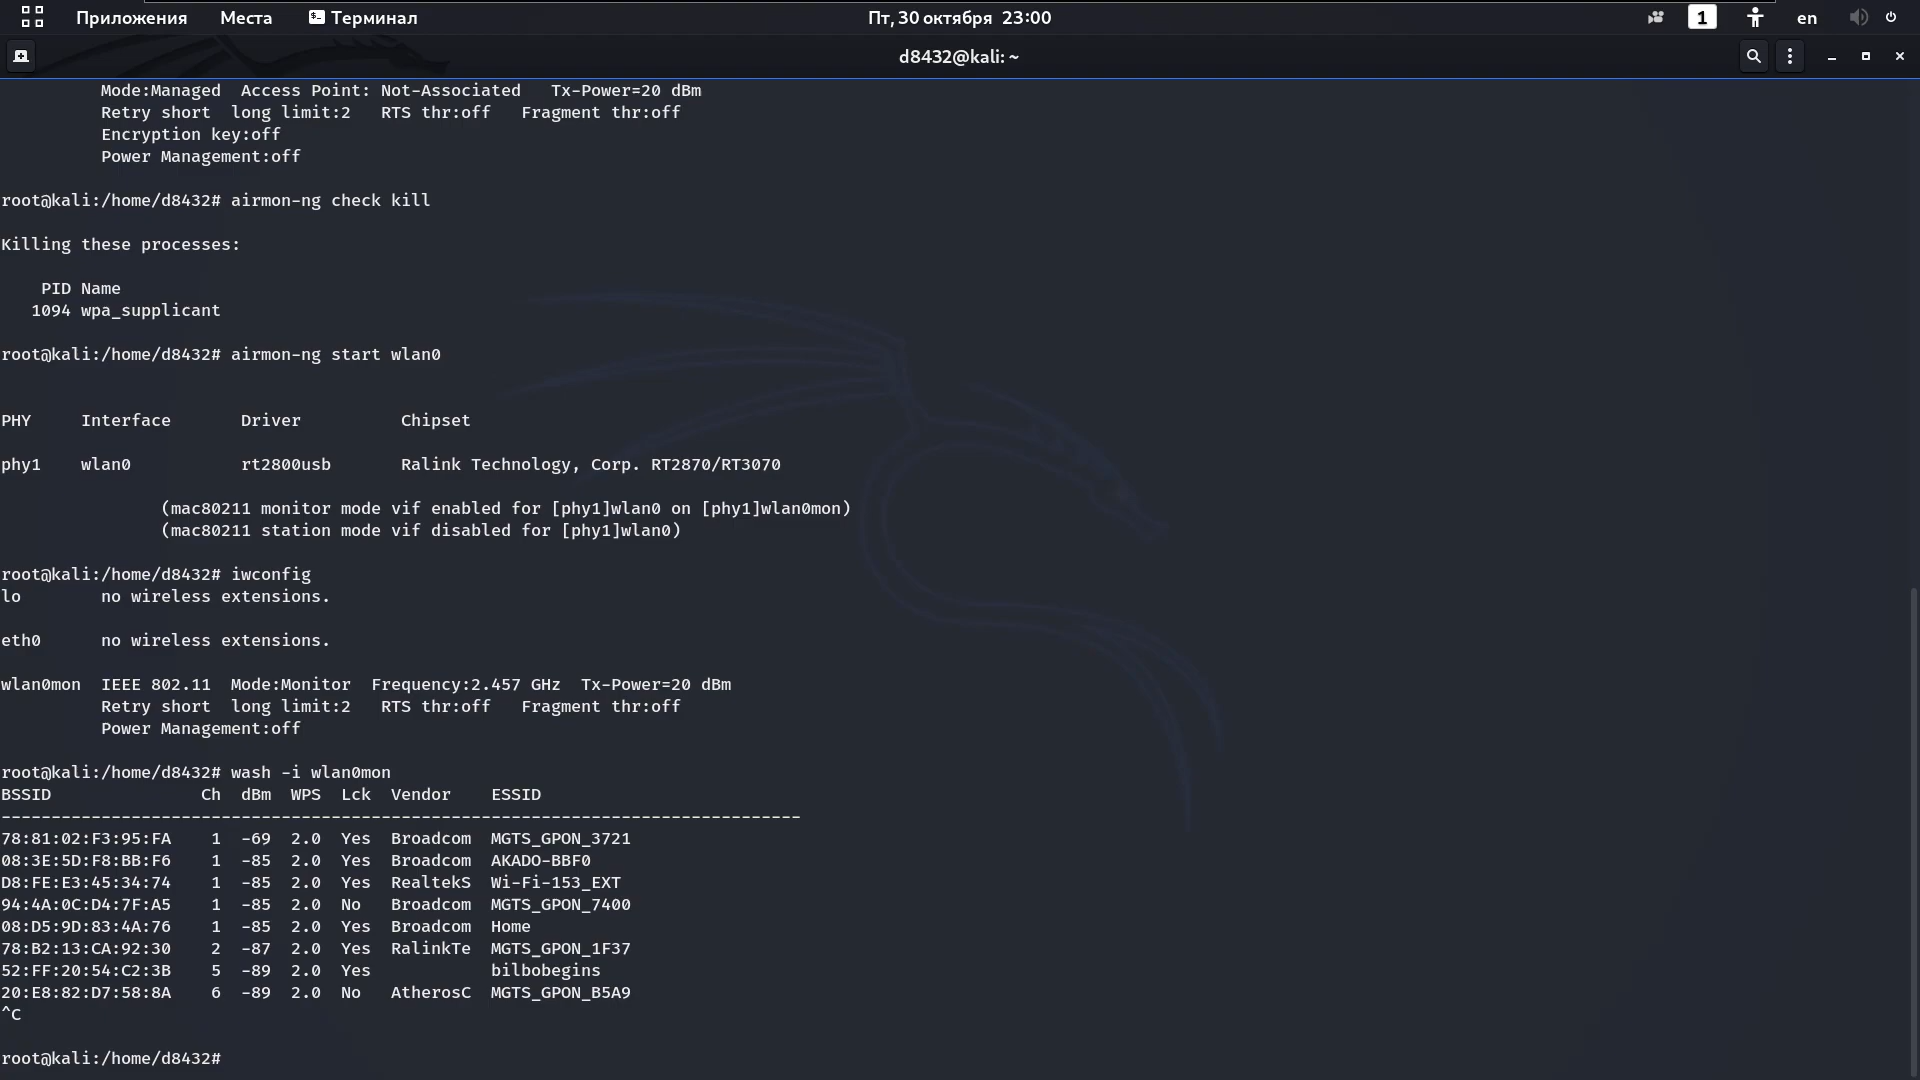 Приложения Места Терминал Пт, 30 октября 23:00 1 en
d8432@kali: ~
Mode:Managed Access Point: Not-Associated Tx-Power=20 dBm
Retry short long limit:2 RTS thr:off Fragment thr:off
Encryption key:off
Power Management:off
root@kali:/home/d8432# airmon-ng check kill
Killing these processes:
PID Name
1094 wpa_supplicant
root@kali:/home/d8432# airmon-ng start wlan0
PHY Interface Driver Chipset
phy1 wlan0 rt2800usb Ralink Technology, Corp. RT2870/RT3070
(mac80211 monitor mode vif enabled for [phy1]wlan0 on [phy1]wlan0mon)
(mac80211 station mode vif disabled for [phy1]wlan0)
root@kali:/home/d8432# iwconfig
lo no wireless extensions.
eth0 no wireless extensions.
wlan0mon IEEE 802.11 Mode:Monitor Frequency:2.457 GHz Tx-Power=20 dBm
Retry short long limit:2 RTS thr:off Fragment thr:off
Power Management:off
root@kali:/home/d8432# wash -i wlan0mon
BSSID Ch dBm WPS Lck Vendor ESSID
--------------------------------------------------------------------------------
78:81:02:F3:95:FA 1 -69 2.0 Yes Broadcom MGTS_GPON_3721
08:3E:5D:F8:BB:F6 1 -85 2.0 Yes Broadcom AKADO-BBF0
D8:FE:E3:45:34:74 1 -85 2.0 Yes RealtekS Wi-Fi-153_EXT
94:4A:0C:D4:7F:A5 1 -85 2.0 No Broadcom MGTS_GPON_7400
08:D5:9D:83:4A:76 1 -85 2.0 Yes Broadcom Home
78:B2:13:CA:92:30 2 -87 2.0 Yes RalinkTe MGTS_GPON_1F37
52:FF:20:54:C2:3B 5 -89 2.0 Yes bilbobegins
20:E8:82:D7:58:8A 6 -89 2.0 No AtherosC MGTS_GPON_B5A9
^C
root@kali:/home/d8432#